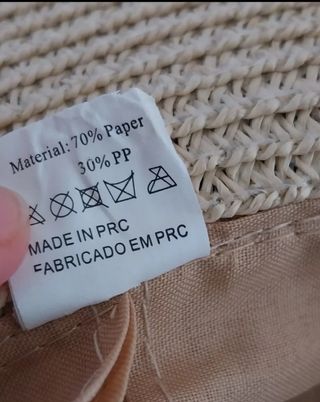 Material: 70% Paper
30% PP
MADE IN PRC
FABRICADO EM PRC